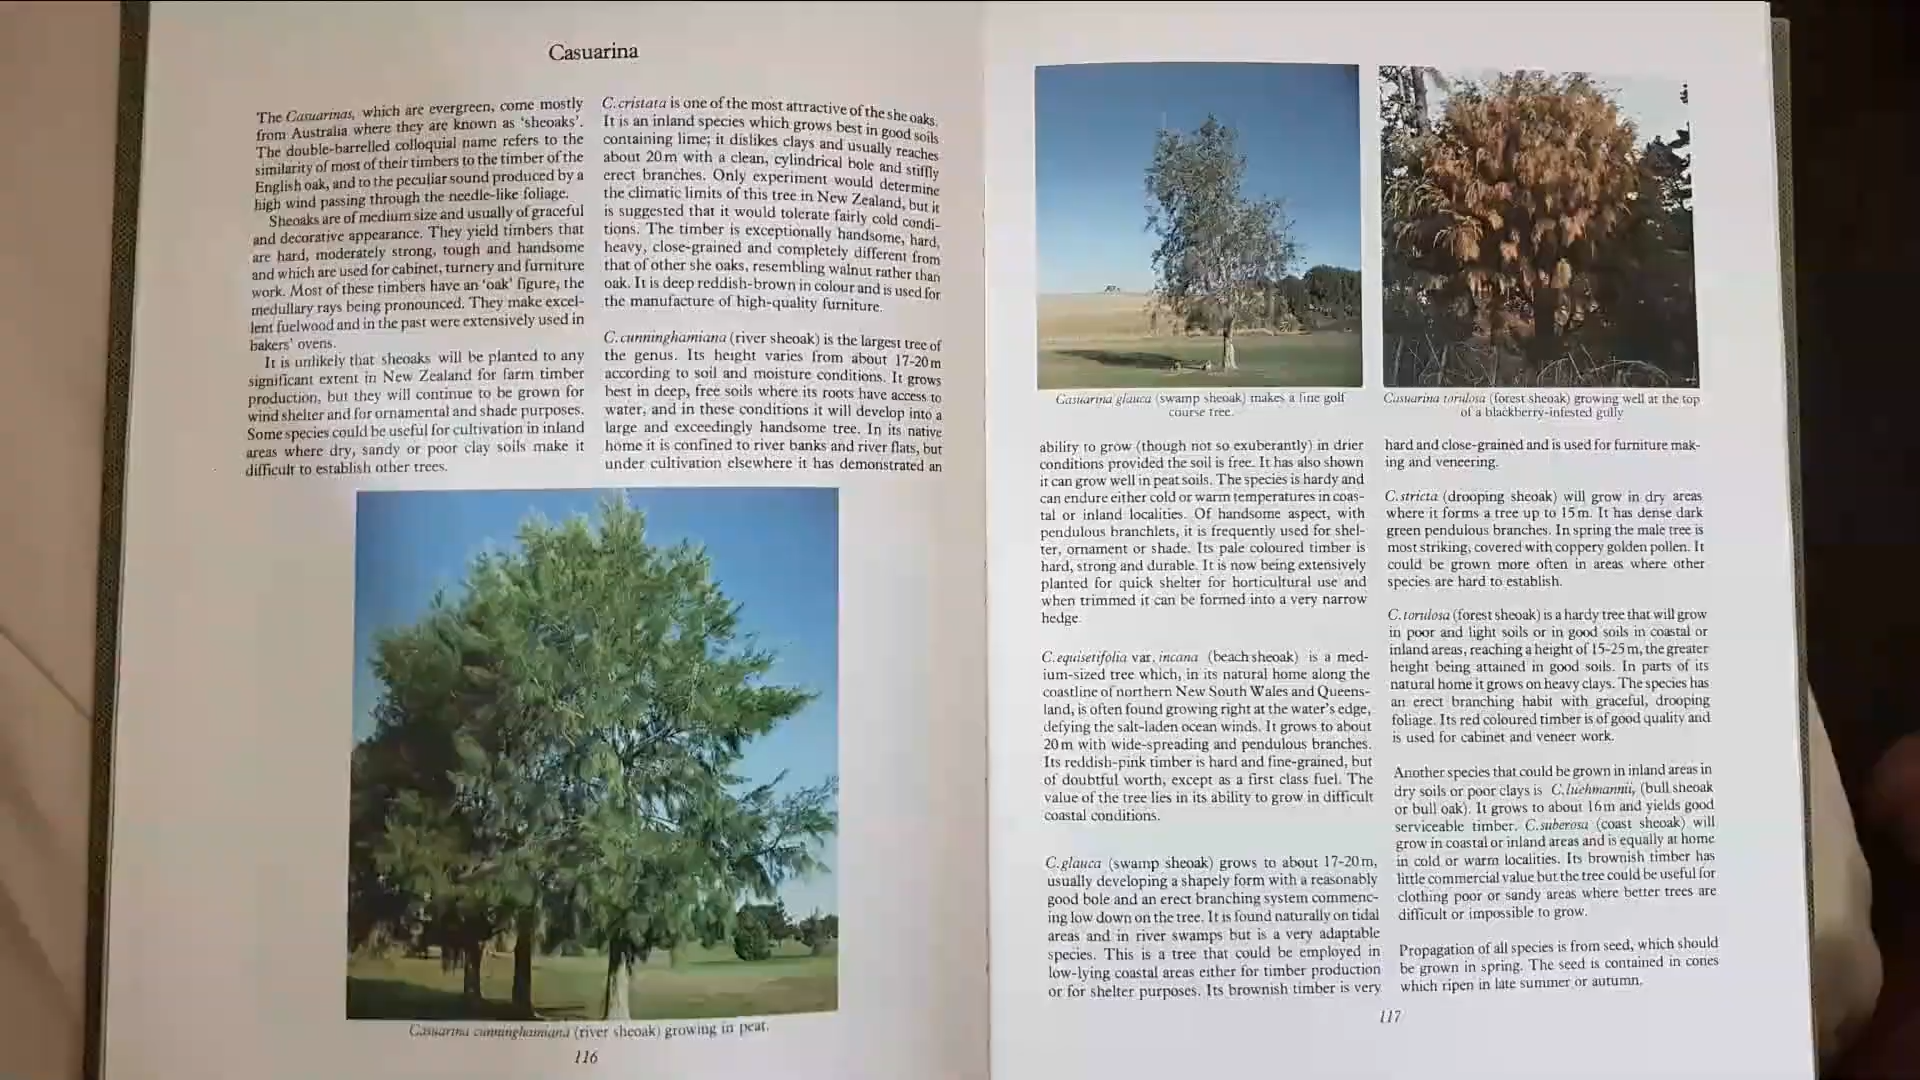 Casuarina
The Casuarinas, which are evergreen, come mostly
from Australia where they are known as 'sheoaks'.
The double-barrelled colloquial name refers to the
similarity of most of their timbers to the timber of the
English oak, and to the peculiar sound produced by a
high wind passing through the needle-like foliage.
Sheoaks are of medium size and usually of graceful
and decorative appearance. They yield timbers that
are hard, moderately strong, tough and handsome
and which are used for cabinet, turnery and furniture
work. Most of these timbers have an 'oak' figure, the
medullary rays being pronounced. They make excel-
lent fuelwood and in the past were extensively used in
bakers' ovens.
It is unlikely that sheoaks will be planted to any
significant extent in New Zealand for farm timber
production, but they will continue to be grown for
wind shelter and for ornamental and shade purposes.
Some species could be useful for cultivation in inland
areas where dry, sandy or poor clay soils make it
difficult to establish other trees.
C. cristata is one of the most attractive of the she oaks.
It is an inland species which grows best in good soils
containing lime; it dislikes clays and usually reaches
about 20 m with a clean, cylindrical bole and stiffly
erect branches. Only experiment would determine
the climatic limits of this tree in New Zealand, but it
is suggested that it would tolerate fairly cold condi-
tions. The timber is exceptionally handsome, hard,
heavy, close-grained and completely different from
that of other she oaks, resembling walnut rather than
oak. It is deep reddish-brown in colour and is used for
the manufacture of high-quality furniture.
C. cunninghamiana (river sheoak) is the largest tree of
the genus. Its height varies from about 17-20 m
according to soil and moisture conditions. It grows
best in deep, free soils where its roots have access to
water, and in these conditions it will develop into a
large and exceedingly handsome tree. In its native
home it is confined to river banks and river flats, but
under cultivation elsewhere it has demonstrated an
Casuarina cunninghamiana (river sheoak) growing in peat.
116
Casuarina glauca (swamp sheoak) makes a fine golf
course tree.
Casuarina torulosa (forest sheoak) growing well at the top
of a blackberry-infested gully
ability to grow (though not so exuberantly) in drier
conditions provided the soil is free. It has also shown
it can grow well in peat soils. The species is hardy and
can endure either cold or warm temperatures in coas-
tal or inland localities. Of handsome aspect, with
pendulous branchlets, it is frequently used for shel-
ter, ornament or shade. Its pale coloured timber is
hard, strong and durable. It is now being extensively
planted for quick shelter for horticultural use and
when trimmed it can be formed into a very narrow
hedge.
C. equisetifolia var. incana (beach sheoak) is a med-
ium-sized tree which, in its natural home along the
coastline of northern New South Wales and Queens-
land, is often found growing right at the water's edge,
defying the salt-laden ocean winds. It grows to about
20 m with wide-spreading and pendulous branches.
Its reddish-pink timber is hard and fine-grained, but
of doubtful worth, except as a first class fuel. The
value of the tree lies in its ability to grow in difficult
coastal conditions.
C. glauca (swamp sheoak) grows to about 17-20 m,
usually developing a shapely form with a reasonably
good bole and an erect branching system commenc-
ing low down on the tree. It is found naturally on tidal
areas and in river swamps but is a very adaptable
species. This is a tree that could be employed in
low-lying coastal areas either for timber production
or for shelter purposes. Its brownish timber is very
hard and close-grained and is used for furniture mak-
ing and veneering.
C. stricta (drooping sheoak) will grow in dry areas
where it forms a tree up to 15 m. It has dense dark
green pendulous branches. In spring the male tree is
most striking, covered with coppery golden pollen. It
could be grown more often in areas where other
species are hard to establish.
C. torulosa (forest sheoak) is a hardy tree that will grow
in poor and light soils or in good soils in coastal or
inland areas, reaching a height of 15-25 m, the greater
height being attained in good soils. In parts of its
natural home it grows on heavy clays. The species has
an erect branching habit with graceful, drooping
foliage. Its red coloured timber is of good quality and
is used for cabinet and veneer work.
Another species that could be grown in inland areas in
dry soils or poor clays is C. luehmannii, (bull sheoak
or bull oak). It grows to about 16 m and yields good
serviceable timber. C. suberosa (coast sheoak) will
grow in coastal or inland areas and is equally at home
in cold or warm localities. Its brownish timber has
little commercial value but the tree could be useful for
clothing poor or sandy areas where better trees are
difficult or impossible to grow.
Propagation of all species is from seed, which should
be grown in spring. The seed is contained in cones
which ripen in late summer or autumn.
117